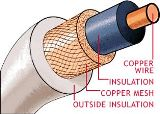 COPPER
WIRE
INSULATION
COPPER MESH
OUTSIDE INSULATION